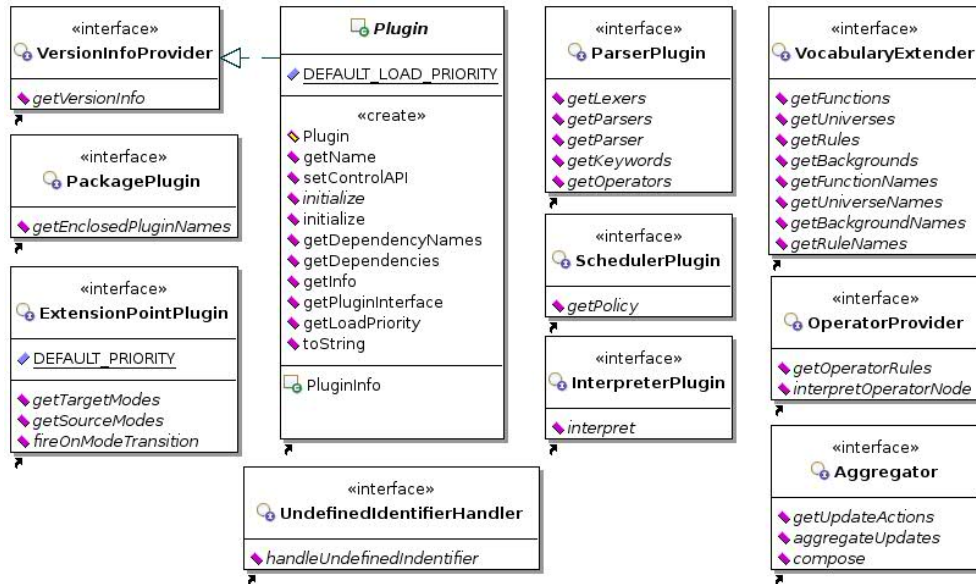 «interface»
VersionInfoProvider
getVersionInfo
«interface»
PackagePlugin
getEnclosedPluginNames
«interface»
ExtensionPointPlugin
DEFAULT_PRIORITY
getTargetModes
getSourceModes
fireOnModeTransition
Plugin
DEFAULT_LOAD_PRIORITY
«create»
Plugin
getName
setControlAPI
initialize
initialize
getDependencyNames
getDependencies
getInfo
getPluginInterface
getLoadPriority
toString
PluginInfo
«interface»
UndefinedIdentifierHandler
handleUndefinedIndentifier
«interface»
ParserPlugin
getLexers
getParsers
getParser
getKeywords
getOperators
«interface»
SchedulerPlugin
getPolicy
«interface»
InterpreterPlugin
interpret
«interface»
VocabularyExtender
getFunctions
getUniverses
getRules
getBackgrounds
getFunctionNames
getUniverseNames
getBackgroundNames
getRuleNames
«interface»
OperatorProvider
getOperatorRules
interpretOperatorNode
«interface»
Aggregator
getUpdateActions
aggregateUpdates
compose